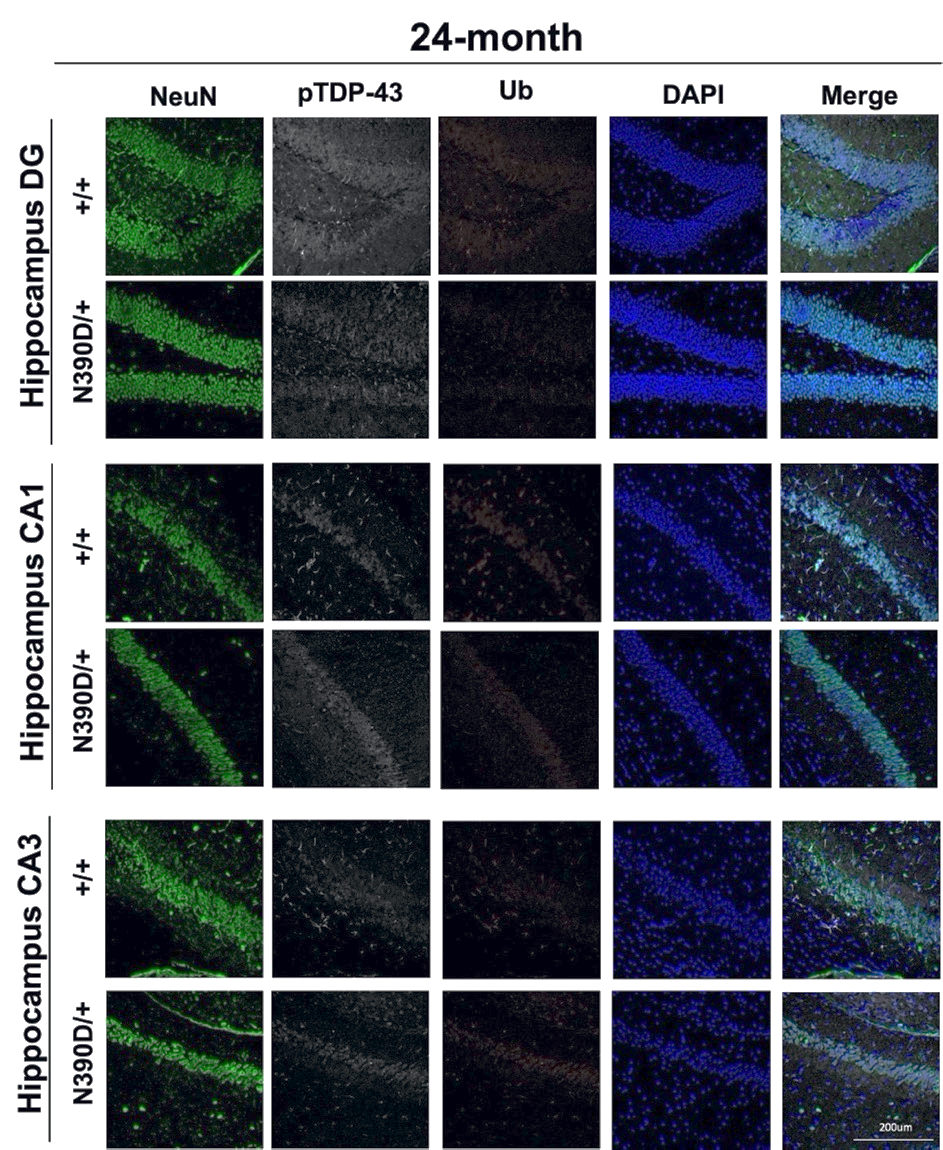 24-month
NeuN pTDP-43 Ub DAPI Merge
Hippocampus DG
+/+
N390D/+
Hippocampus CA1
+/+
N390D/+
Hippocampus CA3
+/+
N390D/+
200um